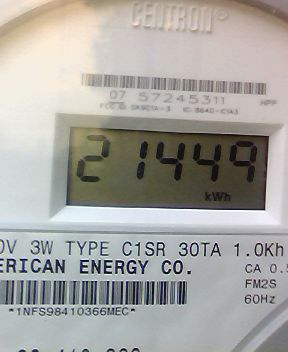 CENTRON®
07 57245311 HPP
21449
kWh
0V 3W TYPE C1SR 30TA 1.0Kh
ERICAN ENERGY CO.
CA 0.5
FM2S
60Hz
*1NFS98410366MEC*